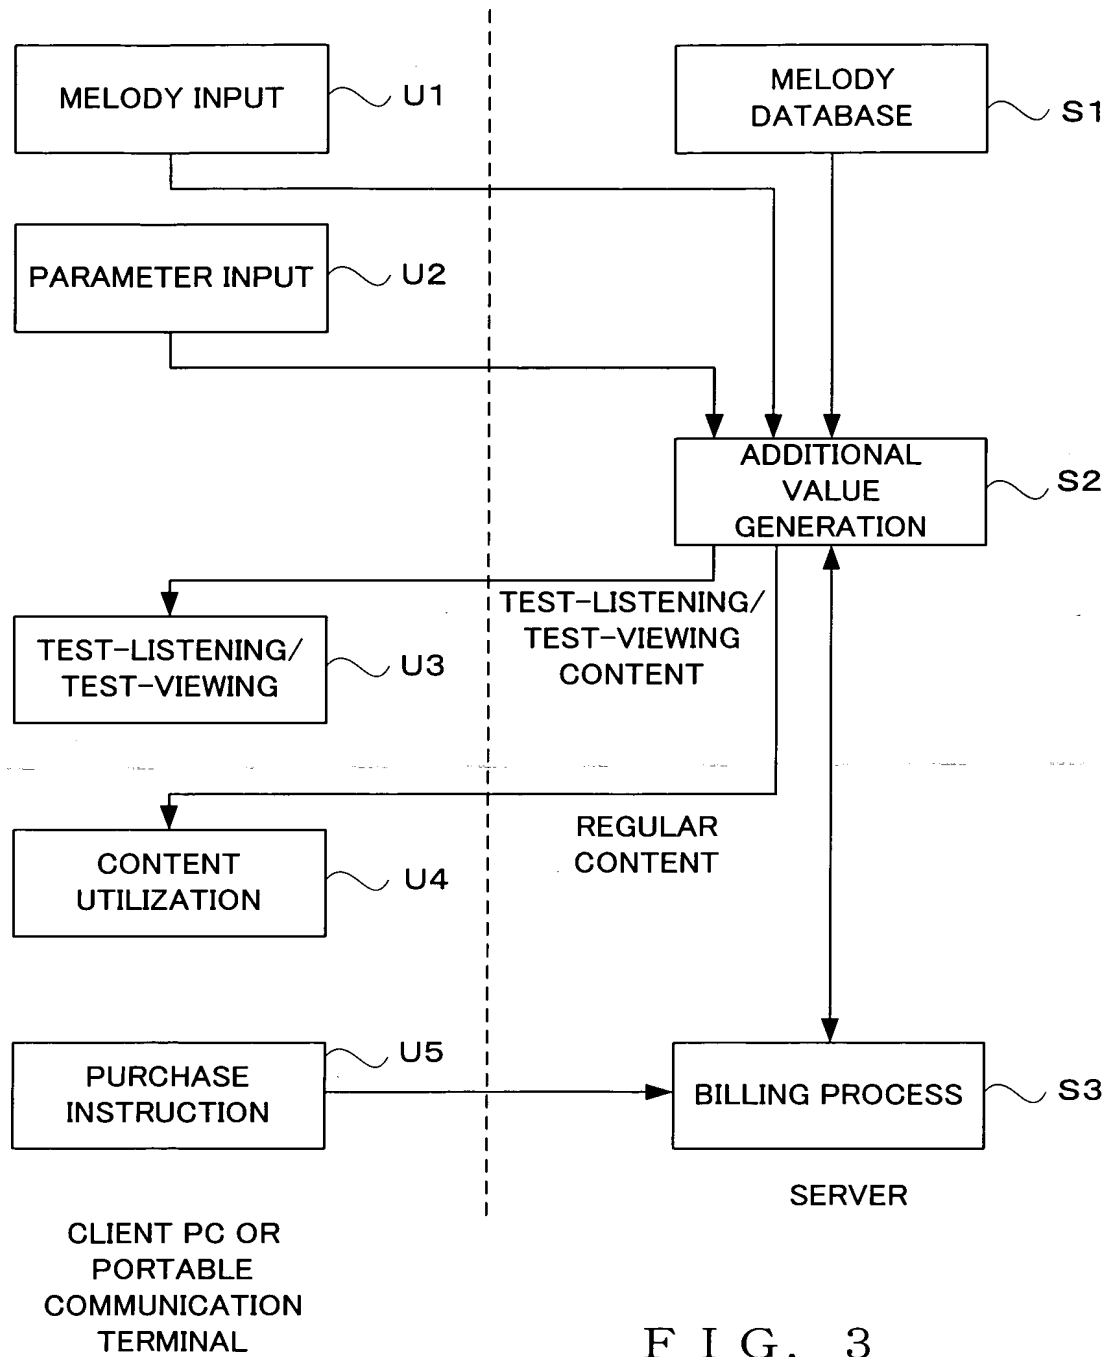 MELODY INPUT
U1
MELODY
DATABASE
S1
PARAMETER INPUT
U2
ADDITIONAL
VALUE
GENERATION
S2
TEST-LISTENING/
TEST-VIEWING
U3
TEST-LISTENING/
TEST-VIEWING
CONTENT
REGULAR
CONTENT
CONTENT
UTILIZATION
U4
PURCHASE
INSTRUCTION
U5
BILLING PROCESS
S3
SERVER
CLIENT PC OR
PORTABLE
COMMUNICATION
TERMINAL
FIG. 3